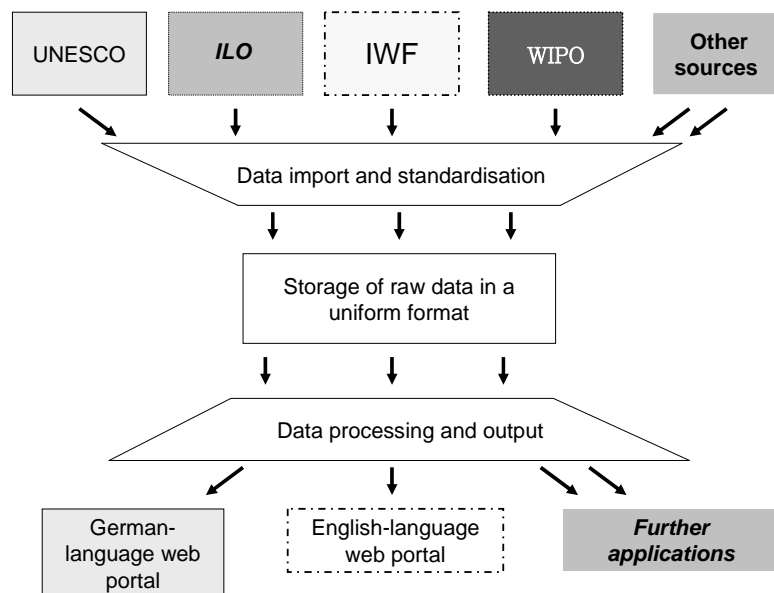 UNESCO
ILO
IWF
WIPO
Other
sources
Data import and standardisation
Storage of raw data in a
uniform format
Data processing and output
German-
language web
portal
English-language
web portal
Further
applications